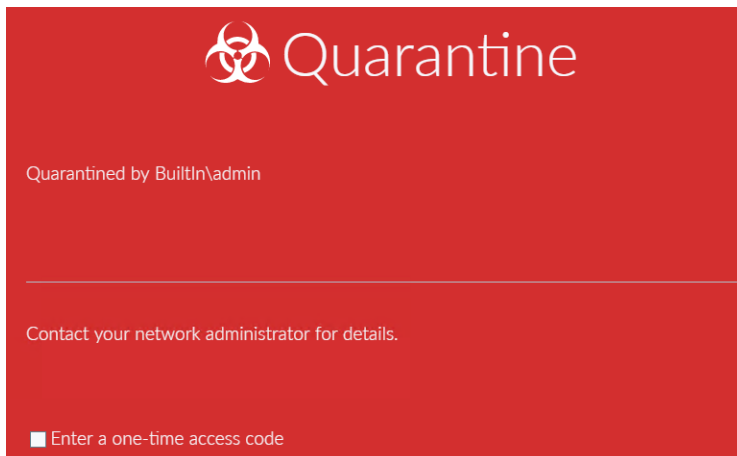 Quarantine
Quarantined by BuiltIn\admin
Contact your network administrator for details.
Enter a one-time access code